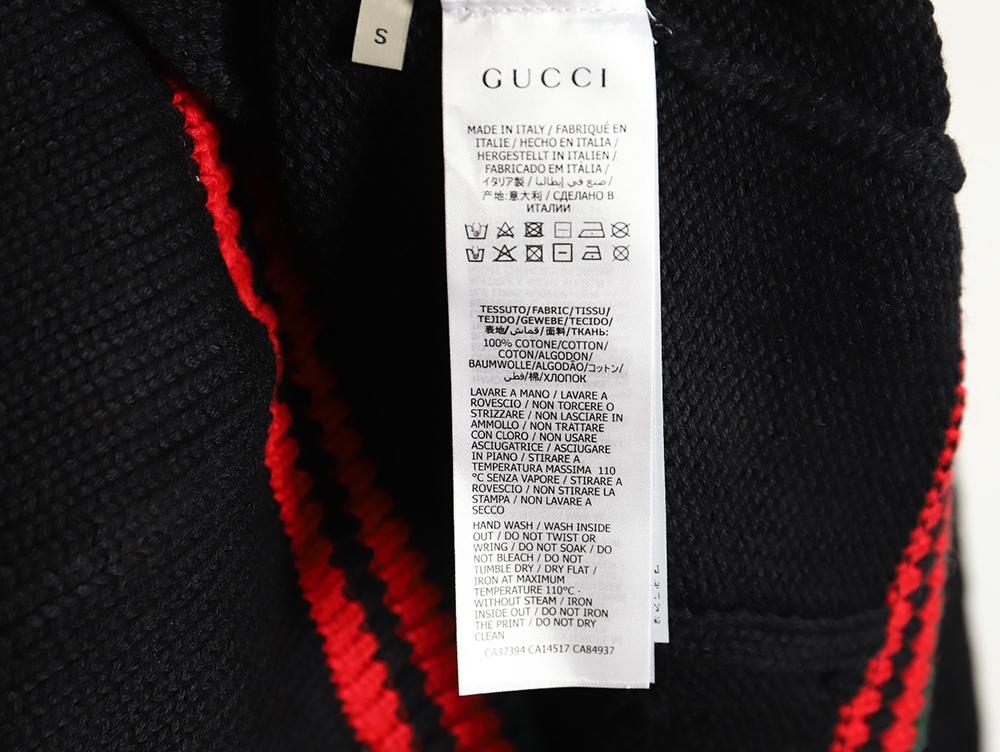 S
GUCCI
MADE IN ITALY / FABRIQUÉ EN
ITALIE / HECHO EN ITALIA /
HERGESTELLT IN ITALIEN /
FABRICADO EM ITÁLIA /
イタリア製 / صنع في إيطاليا /
产地:意大利 / СДЕЛАНО В
ИТАЛИИ
TESSUTO/FABRIC/TISSU/
TEJIDO/GEWEBE/TECIDO/
表地/قماش/面料/ТКАНЬ:
100% COTONE/COTTON/
COTON/ALGODON/
BAUMWOLLE/ALGODÃO/コットン/
قطن/棉/ХЛОПОК
LAVARE A MANO / LAVARE A
ROVESCIO / NON TORCERE O
STRIZZARE / NON LASCIARE IN
AMMOLLO / NON TRATTARE
CON CLORO / NON USARE
ASCIUGATRICE / ASCIUGARE
IN PIANO / STIRARE A
TEMPERATURA MASSIMA 110
°C SENZA VAPORE / STIRARE A
ROVESCIO / NON STIRARE LA
STAMPA / NON LAVARE A
SECCO
HAND WASH / WASH INSIDE
OUT / DO NOT TWIST OR
WRING / DO NOT SOAK / DO
NOT BLEACH / DO NOT
TUMBLE DRY / DRY FLAT /
IRON AT MAXIMUM
TEMPERATURE 110°C -
WITHOUT STEAM / IRON
INSIDE OUT / DO NOT IRON
THE PRINT / DO NOT DRY
CLEAN
CA37394 CA14517 CA84937